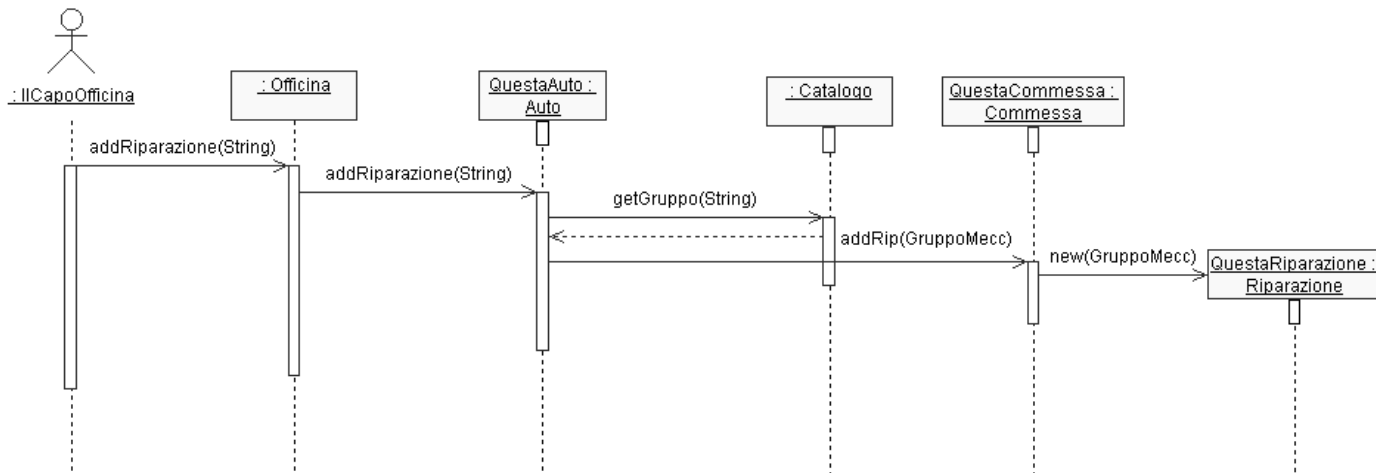 : IlCapoOfficina
: Officina
QuestaAuto :
Auto
: Catalogo
QuestaCommessa :
Commessa
addRiparazione(String)
addRiparazione(String)
getGruppo(String)
addRip(GruppoMecc)
new(GruppoMecc)
QuestaRiparazione :
Riparazione